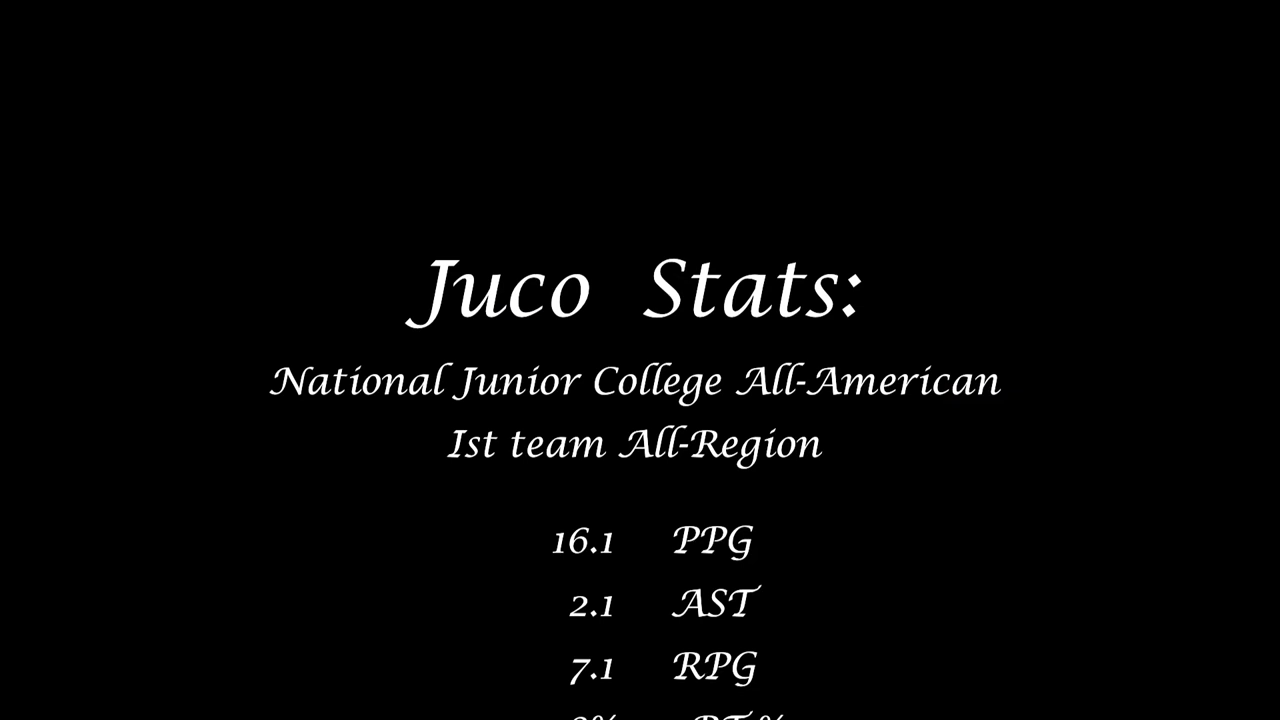 Juco Stats:
National Junior College All-American
1st team All-Region
16.1 PPG
2.1 AST
7.1 RPG